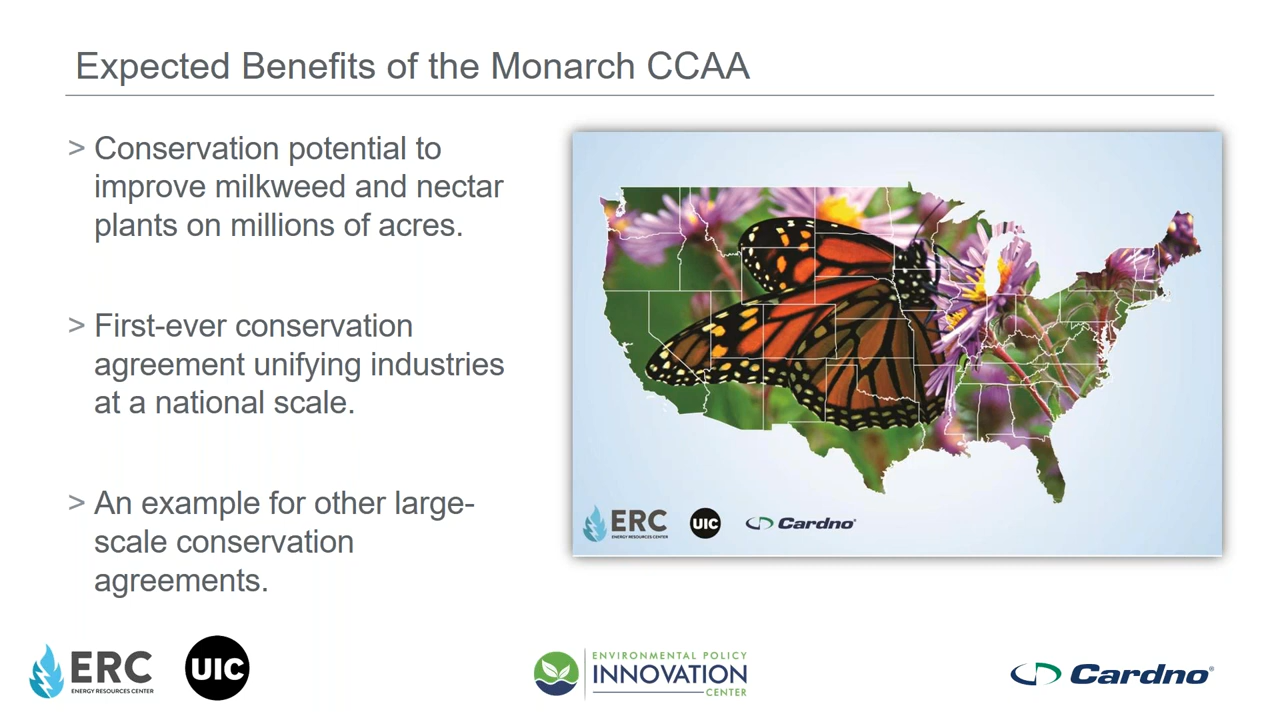 Expected Benefits of the Monarch CCAA
> Conservation potential to
improve milkweed and nectar
plants on millions of acres.
> First-ever conservation
agreement unifying industries
at a national scale.
> An example for other large-
scale conservation
agreements.
ERC
ENERGY RESOURCES CENTER
UIC
Cardno®
ERC
ENERGY RESOURCES CENTER
UIC
ENVIRONMENTAL POLICY
INNOVATION
CENTER
Cardno®